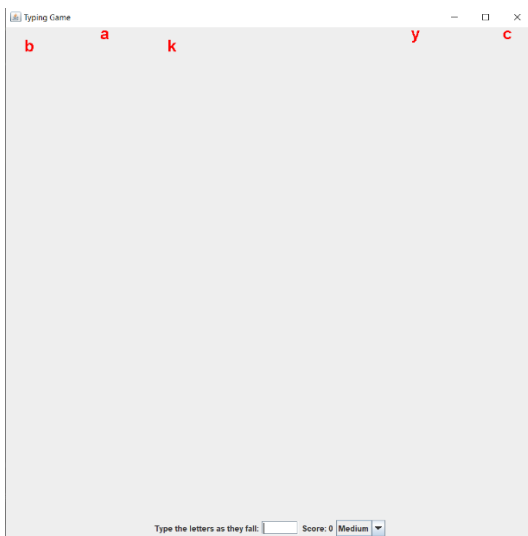 Typing Game
a y c
b k
Type the letters as they fall: Score: 0 Medium